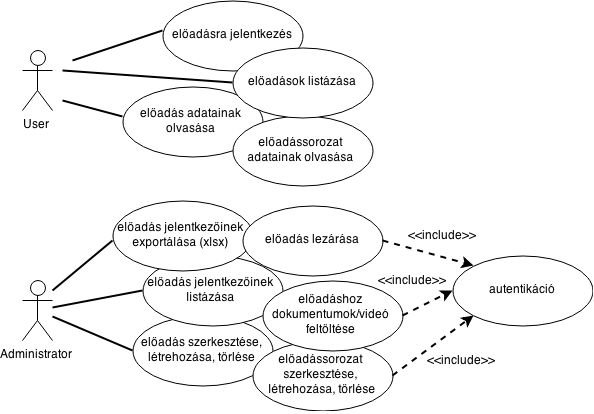 előadásra jelentkezés
előadások listázása
User
előadás adatainak
olvasása
előadássorozat
adatainak olvasása
előadás jelentkezőinek
exportálása (xlsx)
előadás lezárása
<<include>>
előadás jelentkezőinek
listázása
<<include>>
autentikáció
előadáshoz
dokumentumok/videó
feltöltése
Administrator
előadás szerkesztése,
létrehozása, törlése
előadássorozat
szerkesztése,
létrehozása, törlése
<<include>>